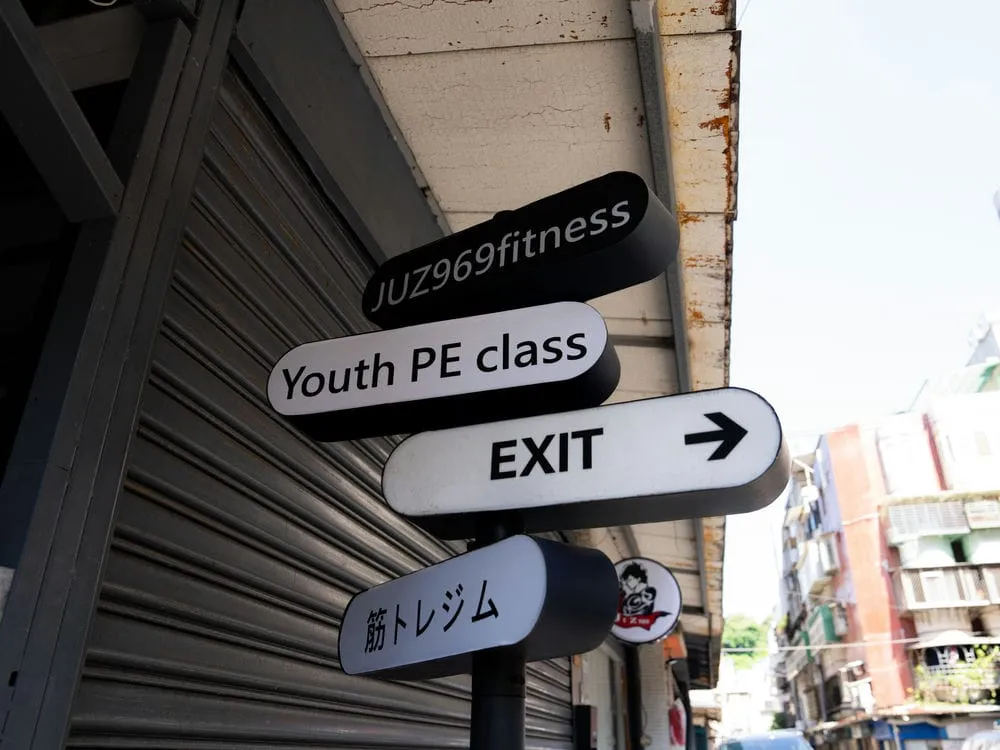 JUZ969fitness
Youth PE class
EXIT →
筋トレジム